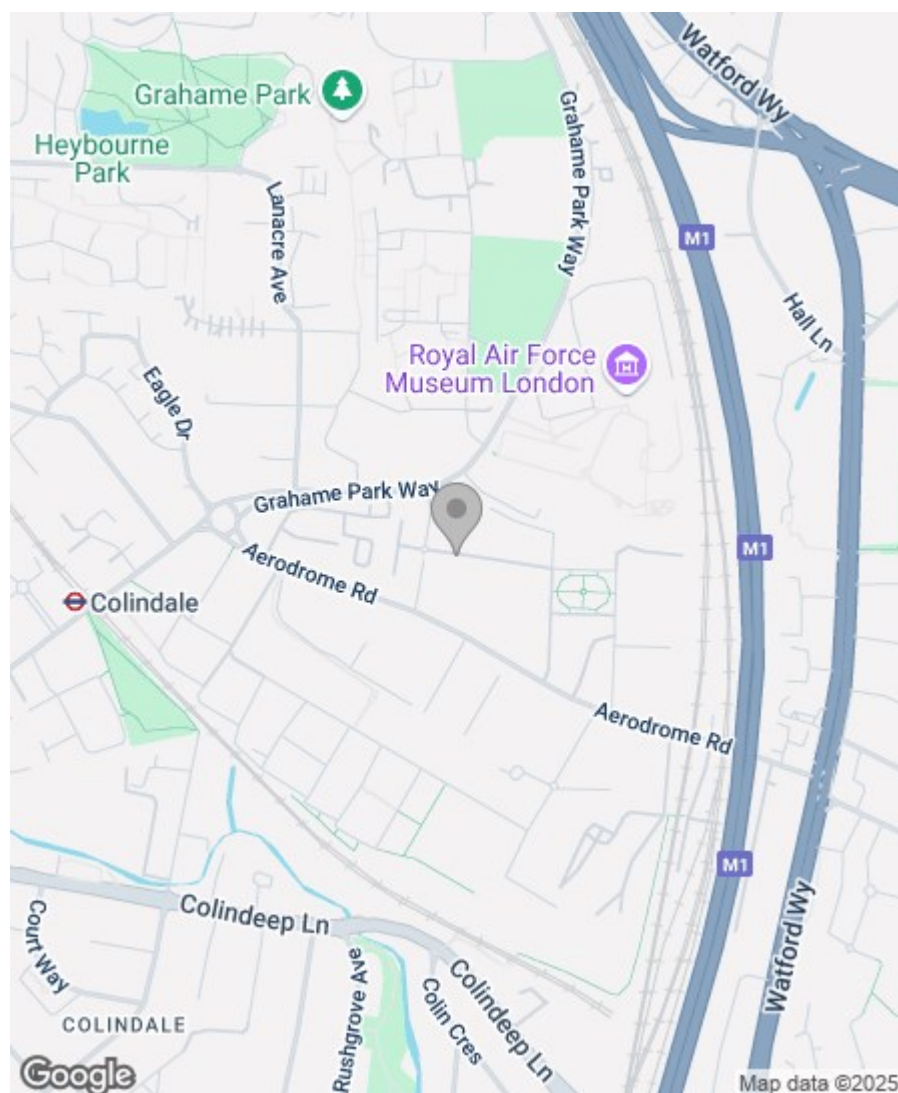 Watford Wy
Grahame Park
Grahame Park Way
Heybourne
Park
Lanacre Ave
M1
Hall Ln
Royal Air Force
Museum London
Eagle Dr
Grahame Park Way
Aerodrome Rd
M1
Colindale
Aerodrome Rd
M1
Colindeep Ln
Court Way
Watford Wy
Rushgrove Ave
Colin Cres
Colindeep Ln
COLINDALE
Google
Map data ©2025